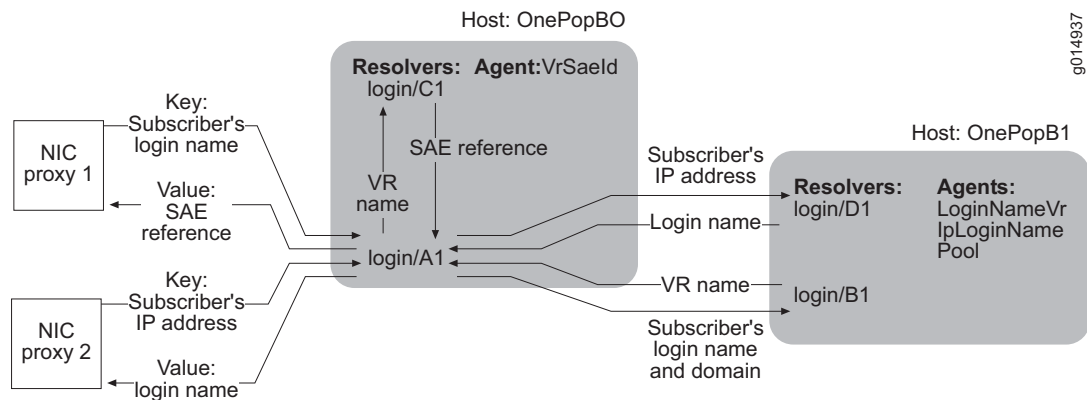 Host: OnePopBO
g014937
Resolvers: Agent:VrSaeId
login/C1
Key:
Subscriber's
login name
NIC
proxy 1
SAE reference
Host: OnePopB1
Subscriber's
IP address
Value:
SAE
reference
VR
name
Resolvers: Agents:
login/D1 LoginNameVr
IpLoginName
Pool
Login name
login/A1
Key:
Subscriber's
IP address
VR name
login/B1
NIC
proxy 2
Subscriber's
login name
and domain
Value:
login name